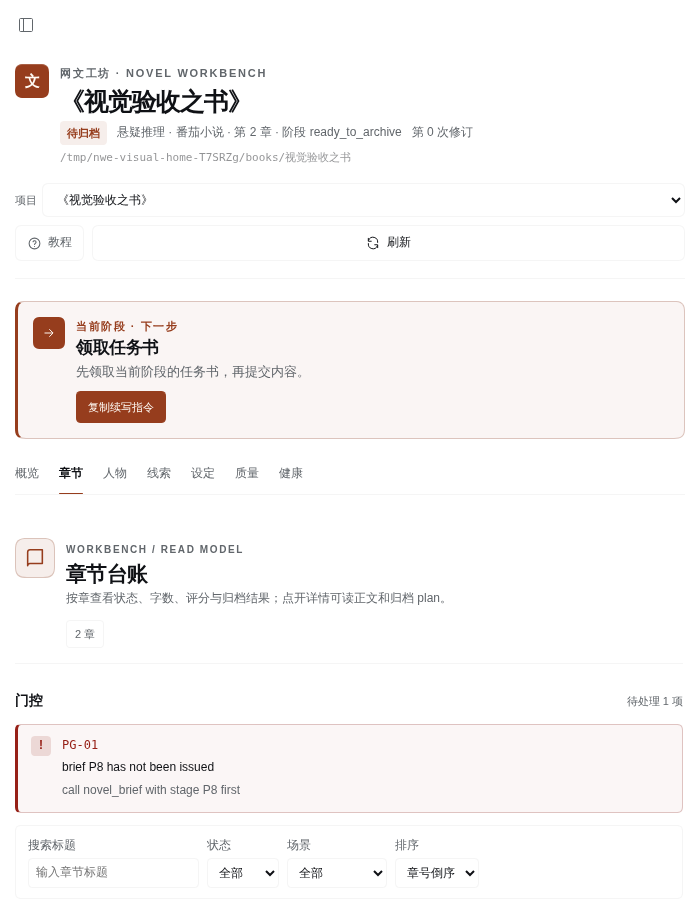 文
网文工坊 · NOVEL WORKBENCH
《视觉验收之书》
待归档 悬疑推理 · 番茄小说 · 第 2 章 · 阶段 ready_to_archive 第 0 次修订
/tmp/nwe-visual-home-T7SRZg/books/视觉验收之书
项目 《视觉验收之书》
教程 刷新
当前阶段 · 下一步
领取任务书
先领取当前阶段的任务书，再提交内容。
复制续写指令
概览 章节 人物 线索 设定 质量 健康
WORKBENCH / READ MODEL
章节台账
按章查看状态、字数、评分与归档结果；点开详情可读正文和归档 plan。
2 章
门控 待处理 1 项
! PG-01
brief P8 has not been issued
call novel_brief with stage P8 first
搜索标题 状态 场景 排序
输入章节标题 全部 全部 章号倒序